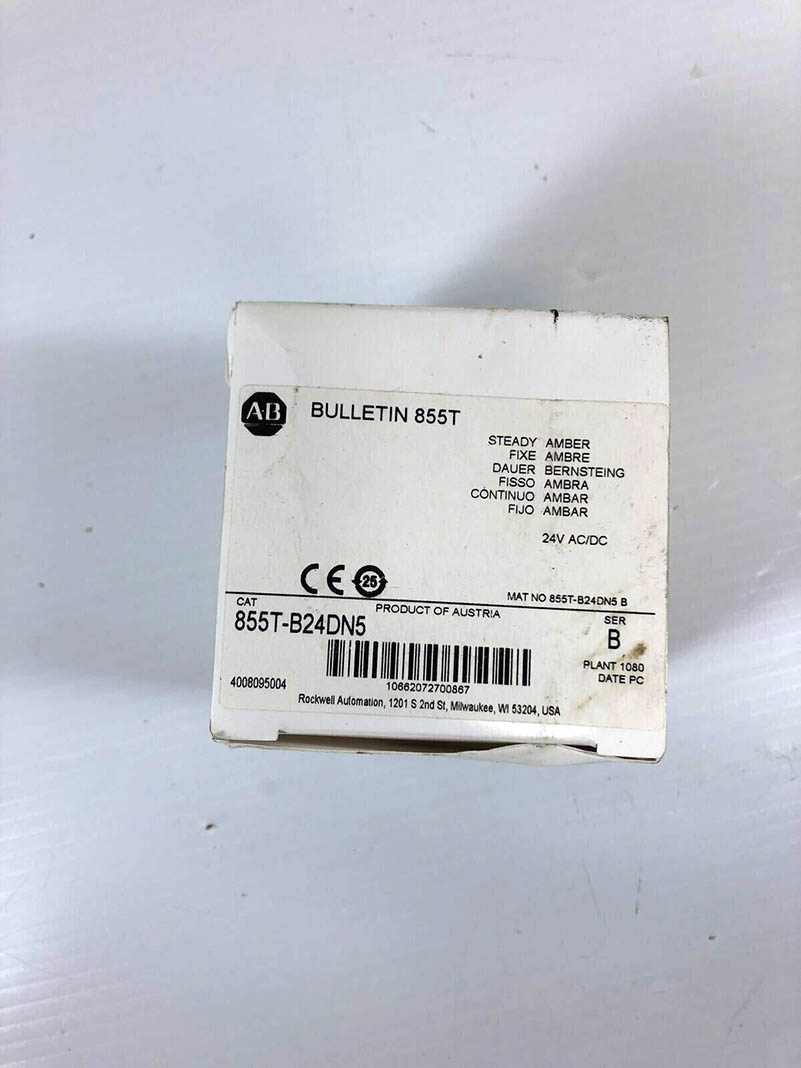 A-B BULLETIN 855T
STEADY AMBER
FIXE AMBRE
DAUER BERNSTEING
FISSO AMBRA
CONTINUO AMBAR
FIJO AMBAR
24V AC/DC
CE 25
MAT NO 855T-B24DN5 B
CAT PRODUCT OF AUSTRIA SER
855T-B24DN5 B
PLANT 1080
4008095004 10662072700867 DATE PC
Rockwell Automation, 1201 S 2nd St, Milwaukee, WI 53204, USA